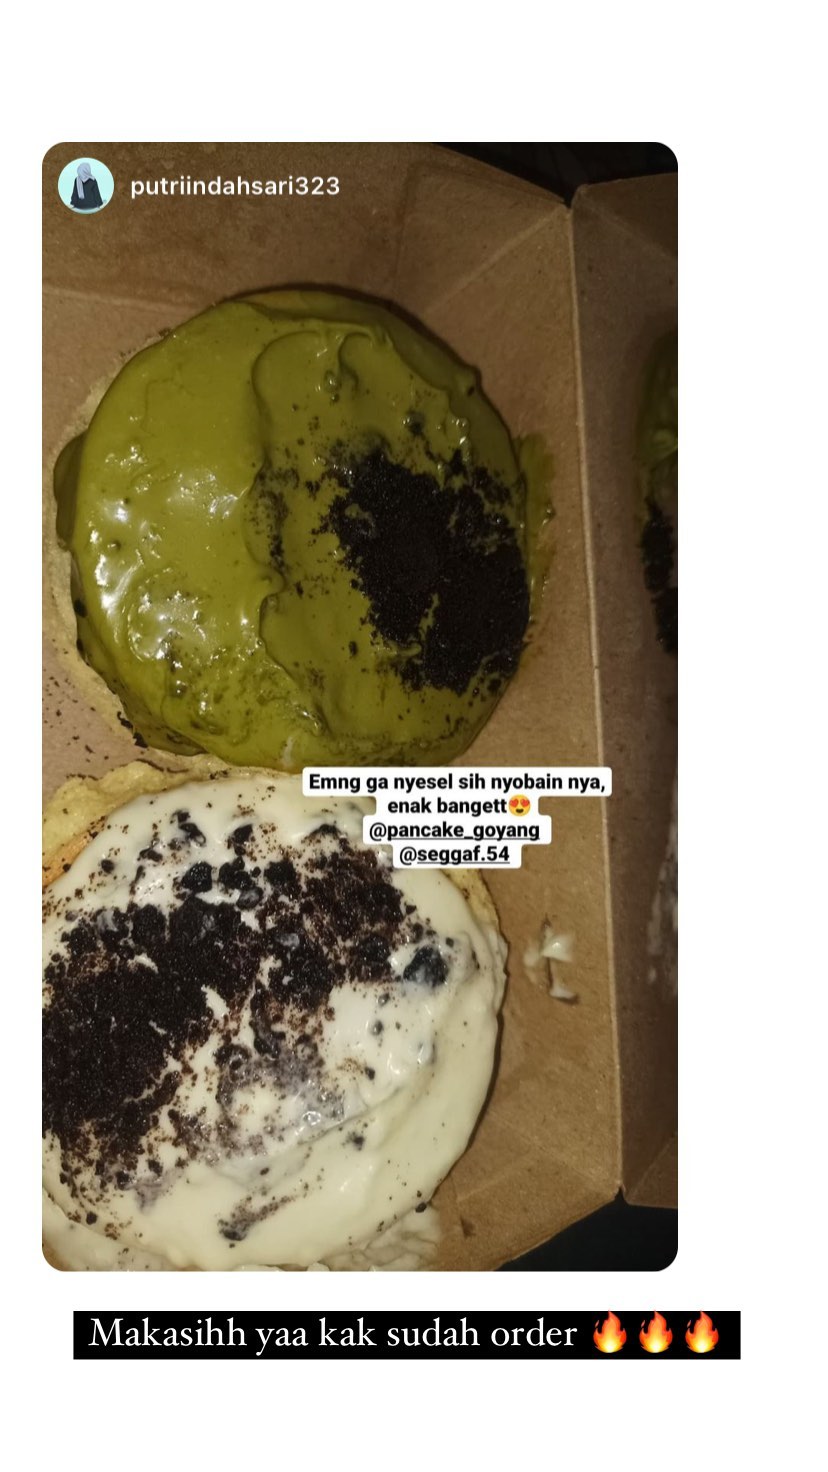 putriindahsari323
Emng ga nyesel sih nyobain nya,
enak bangett😍
@pancake_goyang
@seggaf.54
Makasihh yaa kak sudah order 🔥🔥🔥